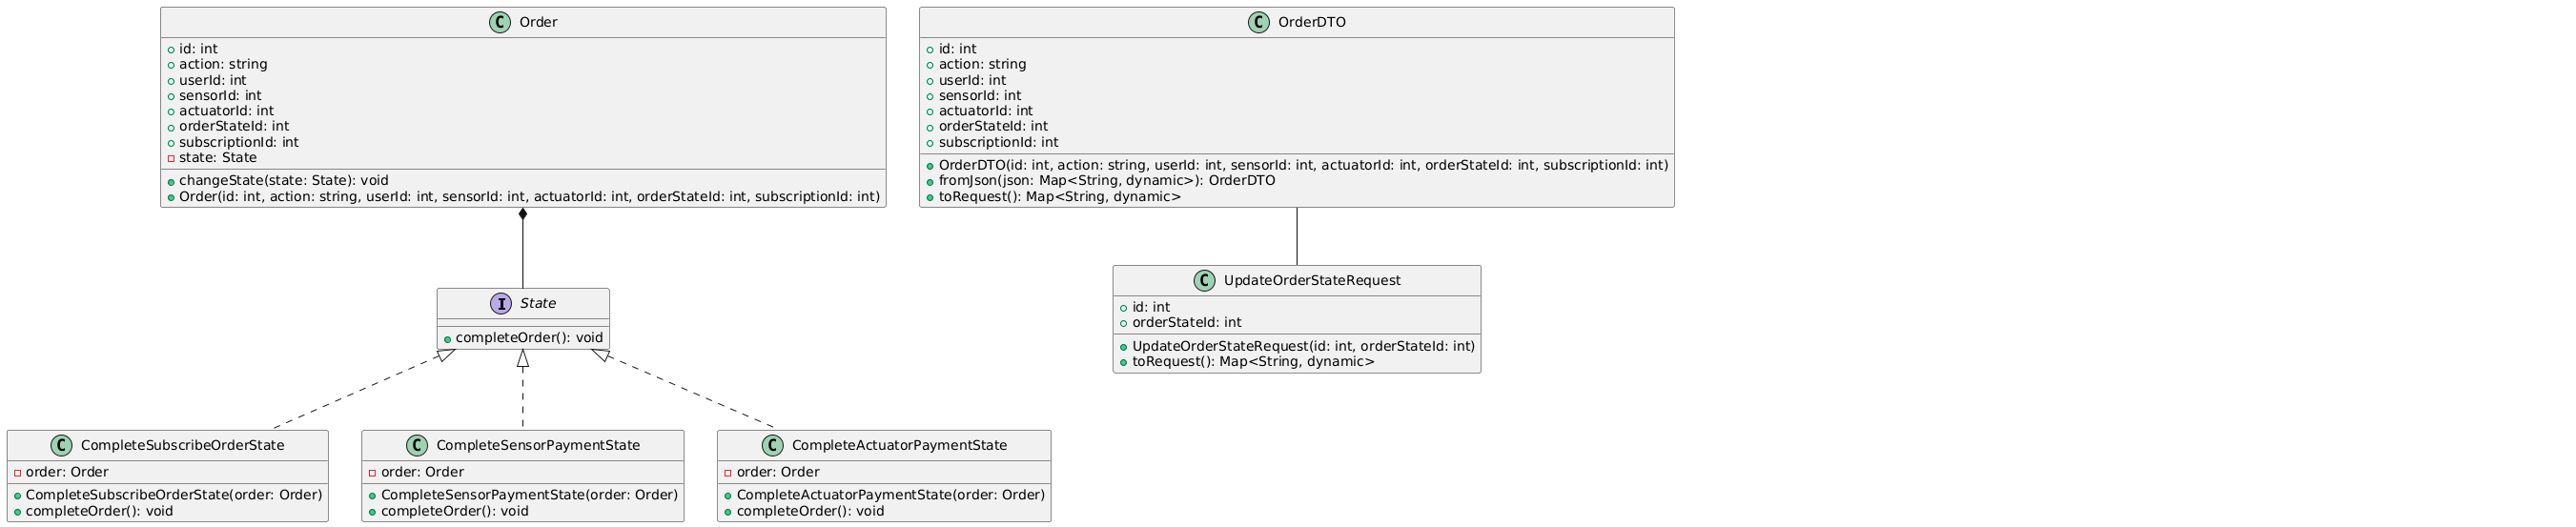 C Order
id: int
action: string
userId: int
sensorId: int
actuatorId: int
orderStateId: int
subscriptionId: int
state: State
changeState(state: State): void
Order(id: int, action: string, userId: int, sensorId: int, actuatorId: int, orderStateId: int, subscriptionId: int)
C OrderDTO
id: int
action: string
userId: int
sensorId: int
actuatorId: int
orderStateId: int
subscriptionId: int
OrderDTO(id: int, action: string, userId: int, sensorId: int, actuatorId: int, orderStateId: int, subscriptionId: int)
fromJson(json: Map<String, dynamic>): OrderDTO
toRequest(): Map<String, dynamic>
I State
completeOrder(): void
C UpdateOrderStateRequest
id: int
orderStateId: int
UpdateOrderStateRequest(id: int, orderStateId: int)
toRequest(): Map<String, dynamic>
C CompleteSubscribeOrderState
order: Order
CompleteSubscribeOrderState(order: Order)
completeOrder(): void
C CompleteSensorPaymentState
order: Order
CompleteSensorPaymentState(order: Order)
completeOrder(): void
C CompleteActuatorPaymentState
order: Order
CompleteActuatorPaymentState(order: Order)
completeOrder(): void